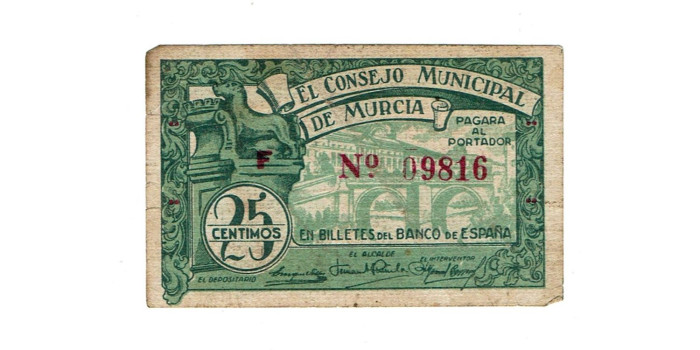 EL CONSEJO MUNICIPAL
DE MURCIA
PAGARA
AL
PORTADOR
F
Nº 09816
25
CENTIMOS
EN BILLETES DEL BANCO DE ESPAÑA
EL DEPOSITARIO
EL ALCALDE
EL INTERVENTOR